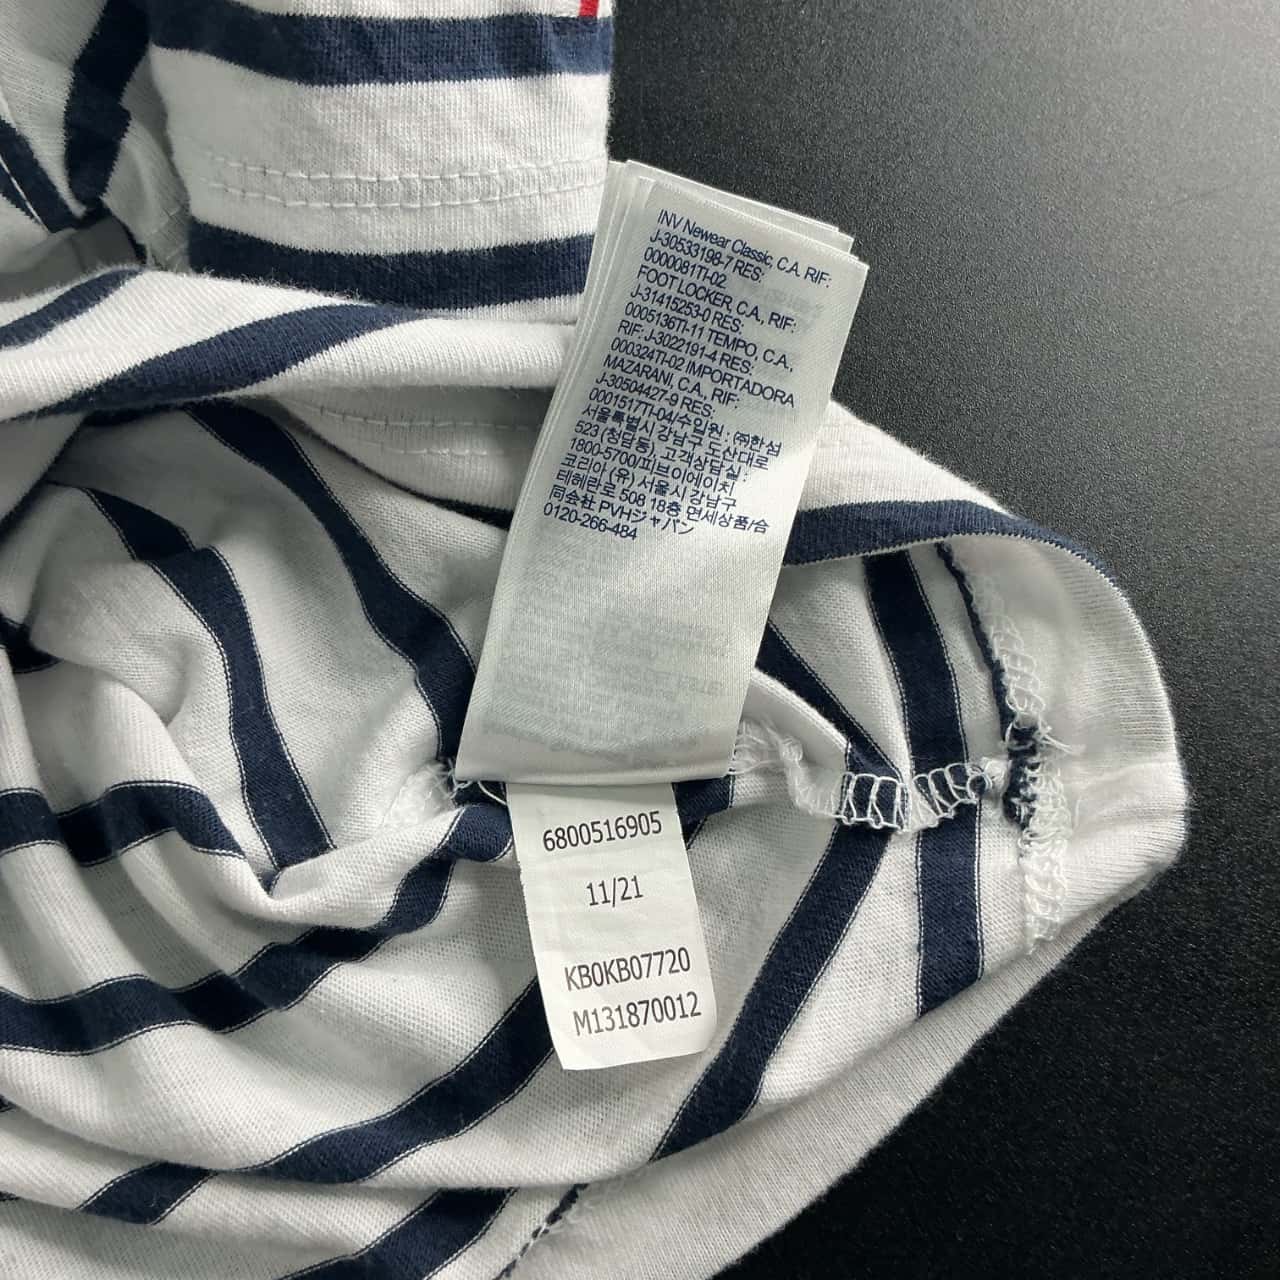 INV Newear Classic, C.A. RIF:
J-30533198-7 RES:
0000081TI-02
FOOT LOCKER, C.A., RIF:
J-31415253-0 RES:
0005136TI-11 TEMPO, C.A.,
RIF: J-3022191-4 RES:
000324TI-02 IMPORTADORA
MAZARANI, C.A., RIF:
J-30504427-9 RES:
0001517TI-04/수입원 : ㈜한섬
서울특별시 강남구 도산대로
523 (청담동), 고객상담실 :
1800-5700/피브이에이치
코리아 (유) 서울시 강남구
테헤란로 508 18층 면세상품/合
同会社 PVHジャパン
0120-266-484
6800516905
11/21
KB0KB07720
M131870012